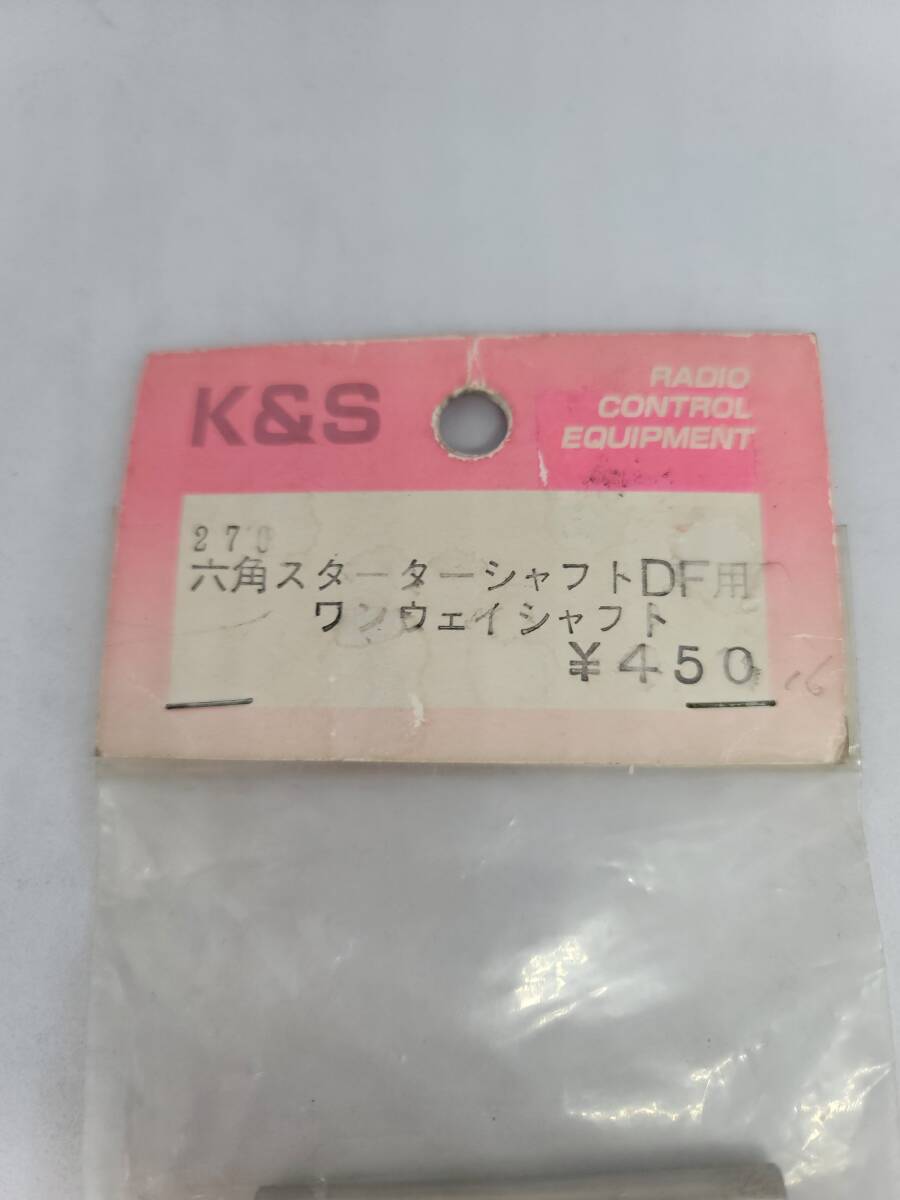 K&S
RADIO
CONTROL
EQUIPMENT
270
六角スターターシャフトDF用
ワンウェイシャフト
¥450